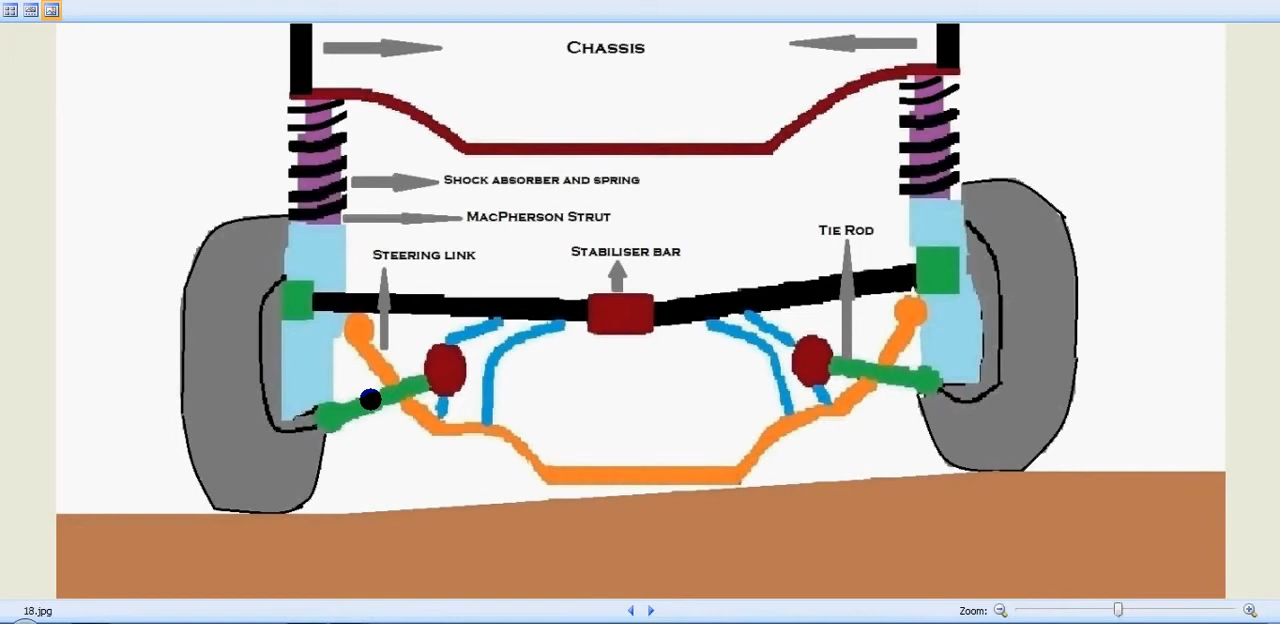 Chassis
Shock absorber and spring
MacPherson Strut
Tie Rod
Steering link
Stabiliser bar
18.jpg
Zoom: